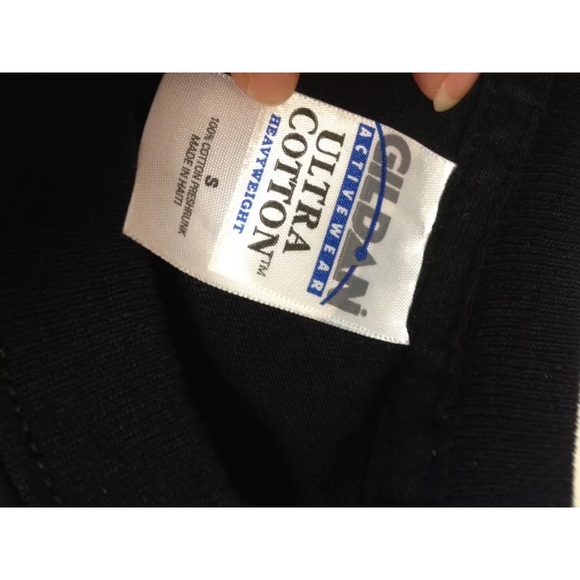 GILDAN
ACTIVEWEAR
ULTRA
COTTON™
HEAVYWEIGHT
S
100% COTTON PRESHRUNK
MADE IN HAITI